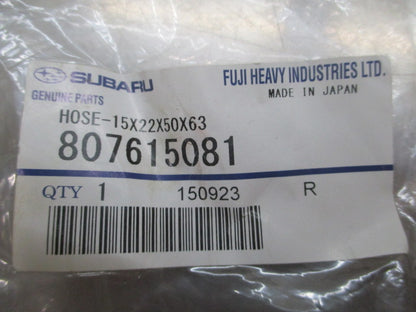 SUBARU FUJI HEAVY INDUSTRIES LTD.
GENUINE PARTS MADE IN JAPAN
HOSE-15X22X50X63
807615081
QTY 1 150923 R